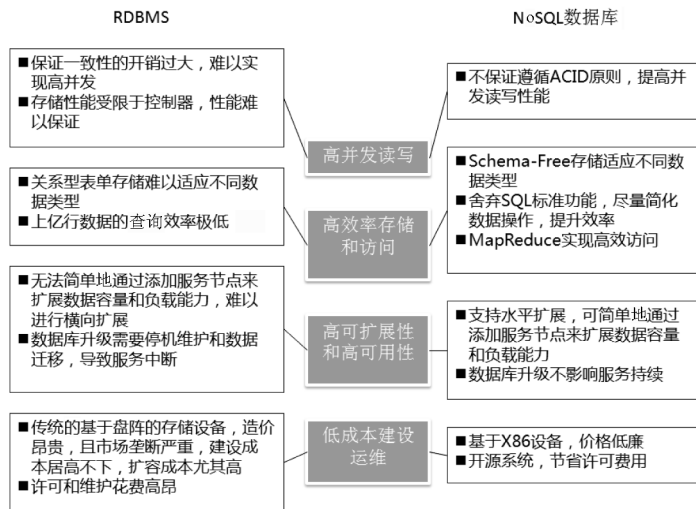 RDBMS
NoSQL数据库
■保证一致性的开销过大，难以实
现高并发
■存储性能受限于控制器，性能难
以保证
■不保证遵循ACID原则，提高并
发读写性能
高并发读写
■关系型表单存储难以适应不同数
据类型
■上亿行数据的查询效率极低
■Schema-Free存储适应不同数
据类型
■舍弃SQL标准功能，尽量简化
数据操作，提升效率
■MapReduce实现高效访问
高效率存储
和访问
■无法简单地通过添加服务节点来
扩展数据容量和负载能力，难以
进行横向扩展
■数据库升级需要停机维护和数据
迁移，导致服务中断
■支持水平扩展，可简单地通过
添加服务节点来扩展数据容量
和负载能力
■数据库升级不影响服务持续
高可扩展性
和高可用性
■传统的基于盘阵的存储设备，造价
昂贵，且市场垄断严重，建设成
本居高不下，扩容成本尤其高
■许可和维护花费高昂
低成本建设
运维
■基于X86设备，价格低廉
■开源系统，节省许可费用